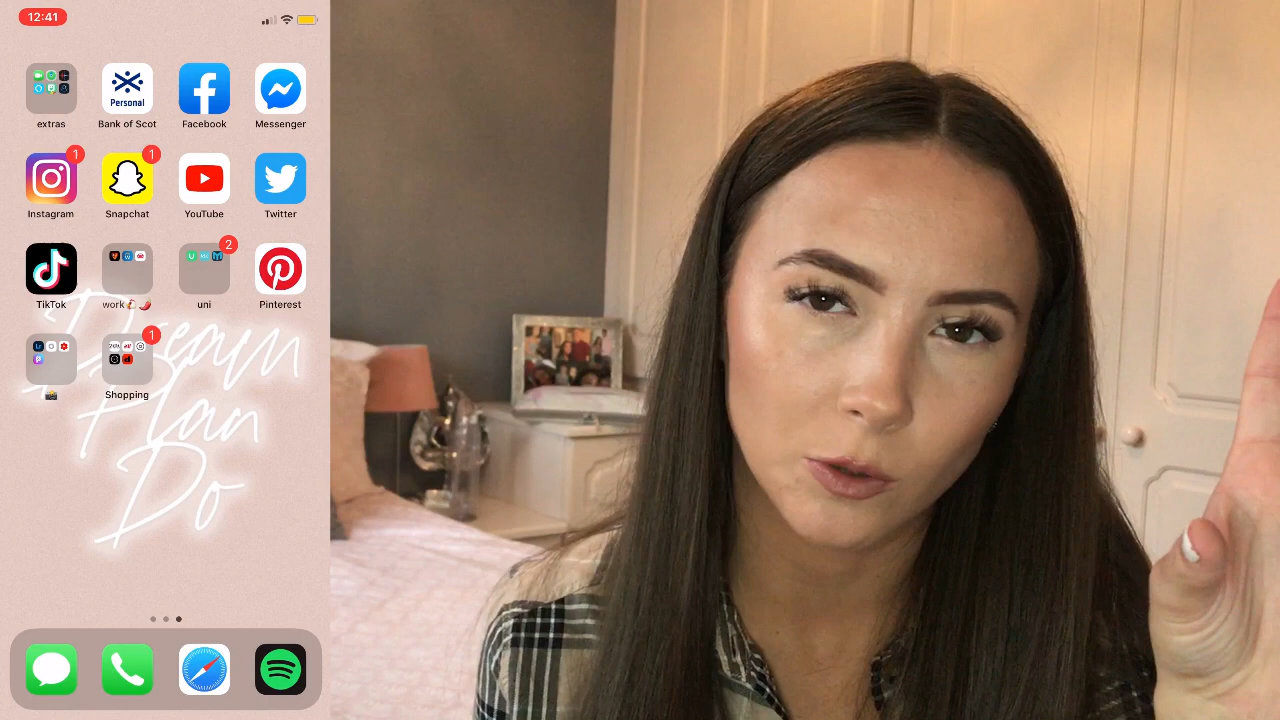 12:41
extras
Personal
Bank of Scot
Facebook
Messenger
1
1
Instagram
Snapchat
YouTube
Twitter
2
TikTok
work
uni
Pinterest
1
Shopping
Dream
Plan
Do